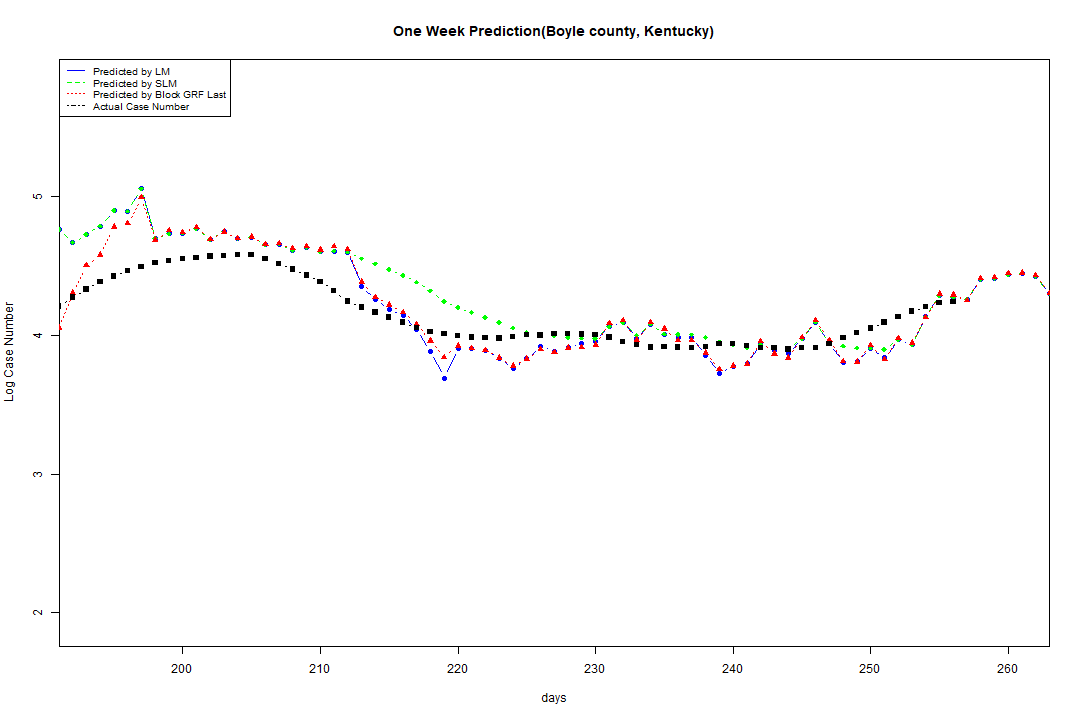 One Week Prediction(Boyle county, Kentucky)
Predicted by LM
Predicted by SLM
Predicted by Block GRF Last
Actual Case Number
5
4
3
2
Log Case Number
200 210 220 230 240 250 260
days